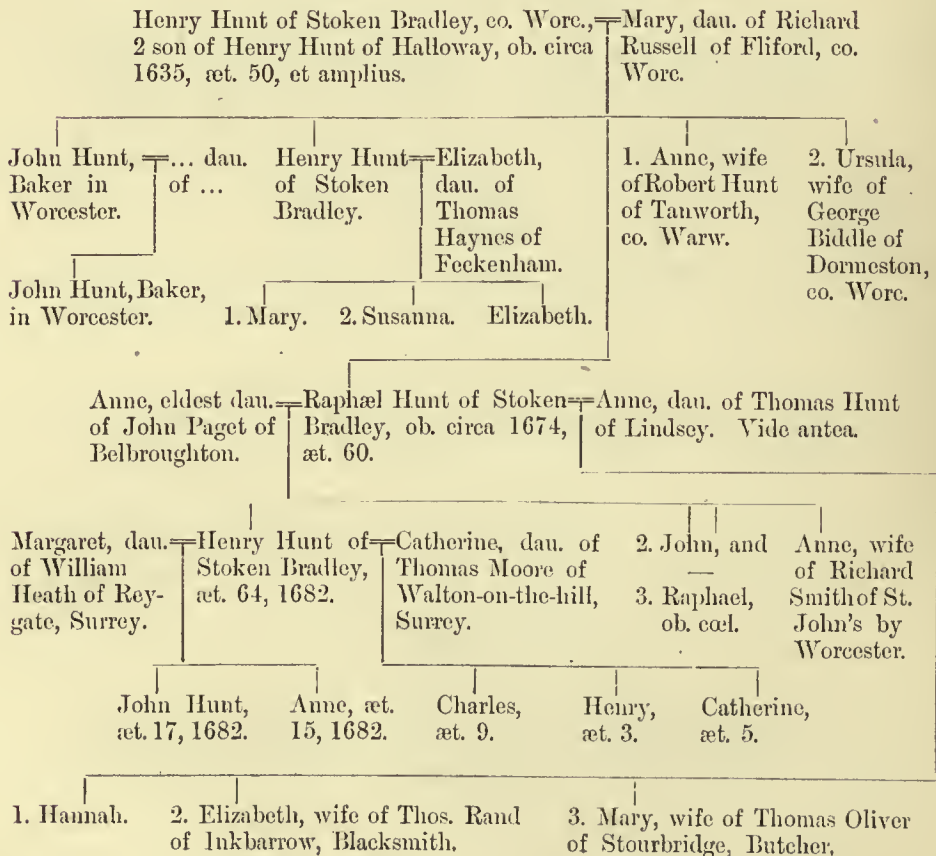 Henry Hunt of Stoken Bradley, co. Worc.,
2 son of Henry Hunt of Halloway, ob. circa
1635, æt. 50, et amplius.
Mary, dau. of Richard
Russell of Fliford, co.
Worc.
John Hunt,
Baker in
Worcester.
... dau.
of ...
Henry Hunt
of Stoken
Bradley.
Elizabeth,
dau. of
Thomas
Haynes of
Feckenham.
1. Anne, wife
of Robert Hunt
of Tanworth,
co. Warw.
2. Ursula,
wife of
George
Biddle of
Dormeston,
co. Worc.
John Hunt, Baker,
in Worcester.
1. Mary.
2. Susanna.
Elizabeth.
Anne, eldest dau.
of John Paget of
Belbroughton.
Raphæl Hunt of Stoken
Bradley, ob. circa 1674,
æt. 60.
Anne, dau. of Thomas Hunt
of Lindsey. Vide antea.
Margaret, dau.
of William
Heath of Rey-
gate, Surrey.
Henry Hunt of
Stoken Bradley,
æt. 64, 1682.
Catherine, dau. of
Thomas Moore of
Walton-on-the-hill,
Surrey.
2. John, and
—
3. Raphael,
ob. cœl.
Anne, wife
of Richard
Smith of St.
John's by
Worcester.
John Hunt,
æt. 17, 1682.
Anne, æt.
15, 1682.
Charles,
æt. 9.
Henry,
æt. 3.
Catherine,
æt. 5.
1. Hannah.
2. Elizabeth, wife of Thos. Rand
of Inkbarrow, Blacksmith.
3. Mary, wife of Thomas Oliver
of Stourbridge, Butcher,